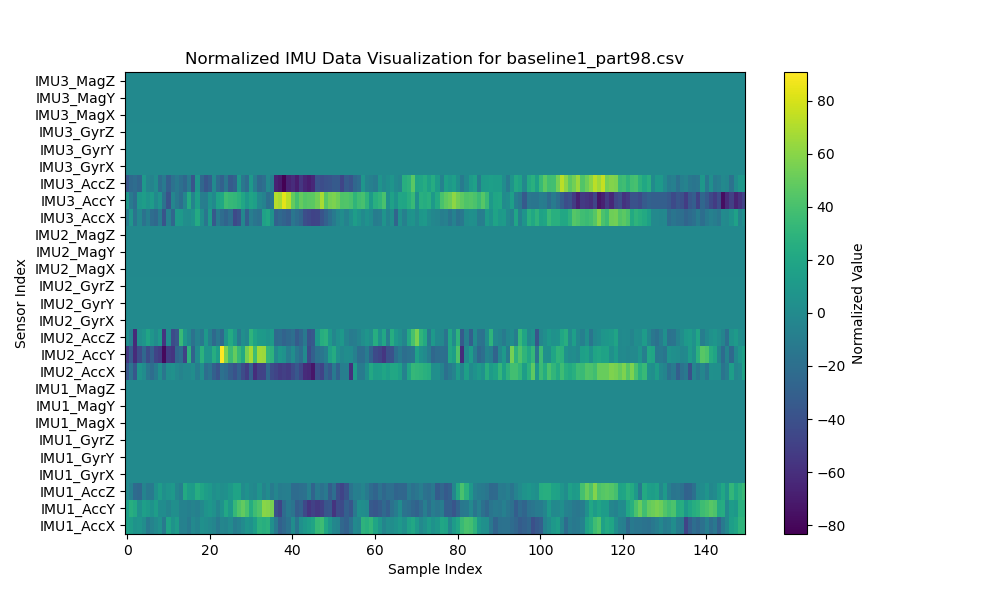 Normalized IMU Data Visualization for baseline1_part98.csv
IMU3_MagZ
IMU3_MagY
IMU3_MagX
IMU3_GyrZ
IMU3_GyrY
IMU3_GyrX
IMU3_AccZ
IMU3_AccY
IMU3_AccX
IMU2_MagZ
IMU2_MagY
IMU2_MagX
IMU2_GyrZ
IMU2_GyrY
IMU2_GyrX
IMU2_AccZ
IMU2_AccY
IMU2_AccX
IMU1_MagZ
IMU1_MagY
IMU1_MagX
IMU1_GyrZ
IMU1_GyrY
IMU1_GyrX
IMU1_AccZ
IMU1_AccY
IMU1_AccX
Sensor Index
0 20 40 60 80 100 120 140
Sample Index
80
60
40
20
0
−20
−40
−60
−80
Normalized Value